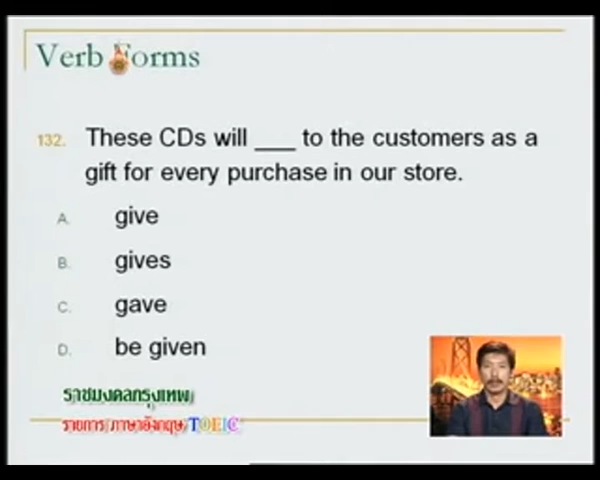 Verb Forms
132. These CDs will ___ to the customers as a
gift for every purchase in our store.
A. give
B. gives
C. gave
D. be given
ราชมงคลกรุงเทพ
รายการ ภาษาอังกฤษ TOEIC